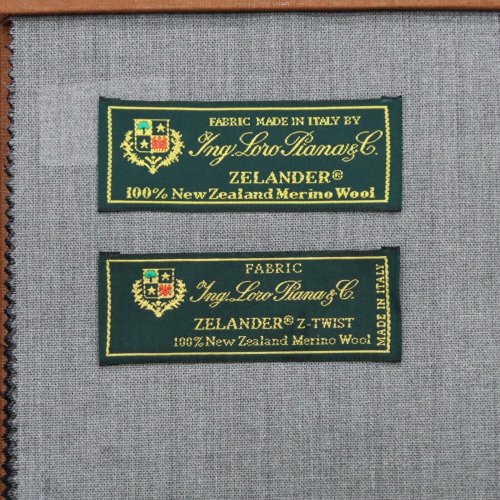 FABRIC MADE IN ITALY BY
Ing. Loro Piana & C.
ZELANDER®
100% New Zealand Merino Wool
FABRIC
Ing. Loro Piana & C.
ZELANDER® Z-TWIST
100% New Zealand Merino Wool
MADE IN ITALY